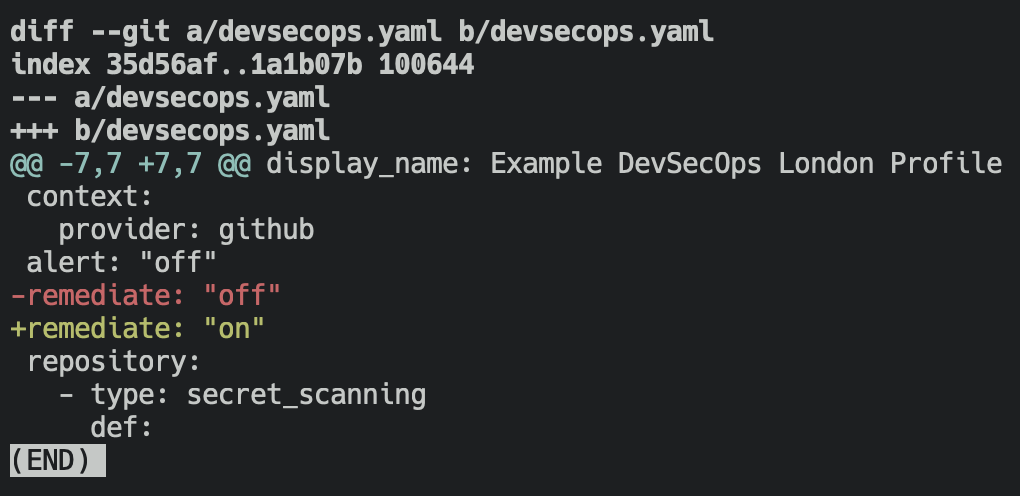 diff --git a/devsecops.yaml b/devsecops.yaml
index 35d56af..1a1b07b 100644
--- a/devsecops.yaml
+++ b/devsecops.yaml
@@ -7,7 +7,7 @@ display_name: Example DevSecOps London Profile
 context:
   provider: github
 alert: "off"
-remediate: "off"
+remediate: "on"
 repository:
   - type: secret_scanning
     def:
(END)